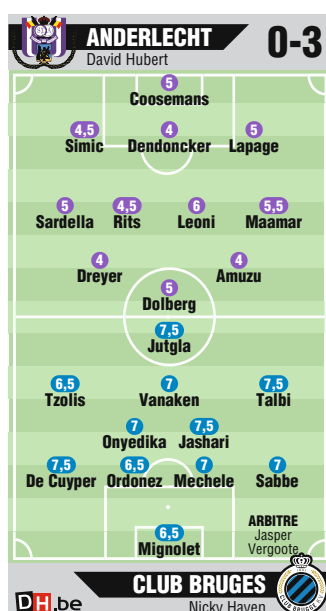 ANDERLECHT 0-3
David Hubert
5
Coosemans
4,5 4 5
Simic Dendoncker Lapage
5 4,5 6 5,5
Sardella Rits Leoni Maamar
4 4
Dreyer Amuzu
5
Dolberg
7,5
Jutgla
6,5 7 7,5
Tzolis Vanaken Talbi
7 7,5
Onyedika Jashari
7,5 6,5 7 7
De Cuyper Ordonez Mechele Sabbe
6,5
Mignolet
ARBITRE
Jasper
Vergoote
CLUB BRUGES
Nicky Hayen
DH.be
CLUB
BRUGES